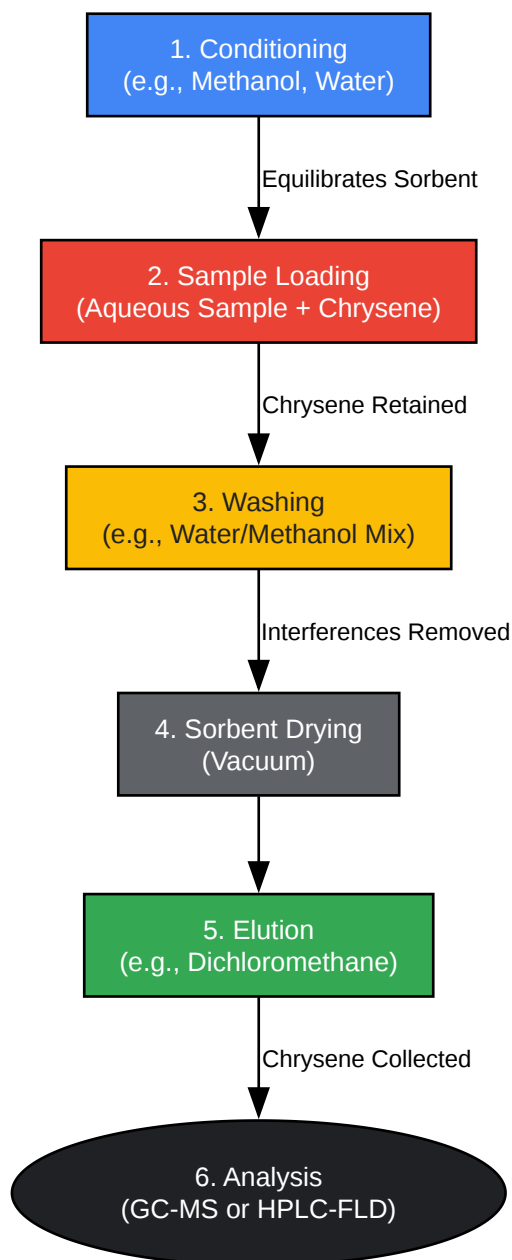 1. Conditioning
(e.g., Methanol, Water)
Equilibrates Sorbent
2. Sample Loading
(Aqueous Sample + Chrysene)
Chrysene Retained
3. Washing
(e.g., Water/Methanol Mix)
Interferences Removed
4. Sorbent Drying
(Vacuum)
5. Elution
(e.g., Dichloromethane)
Chrysene Collected
6. Analysis
(GC-MS or HPLC-FLD)